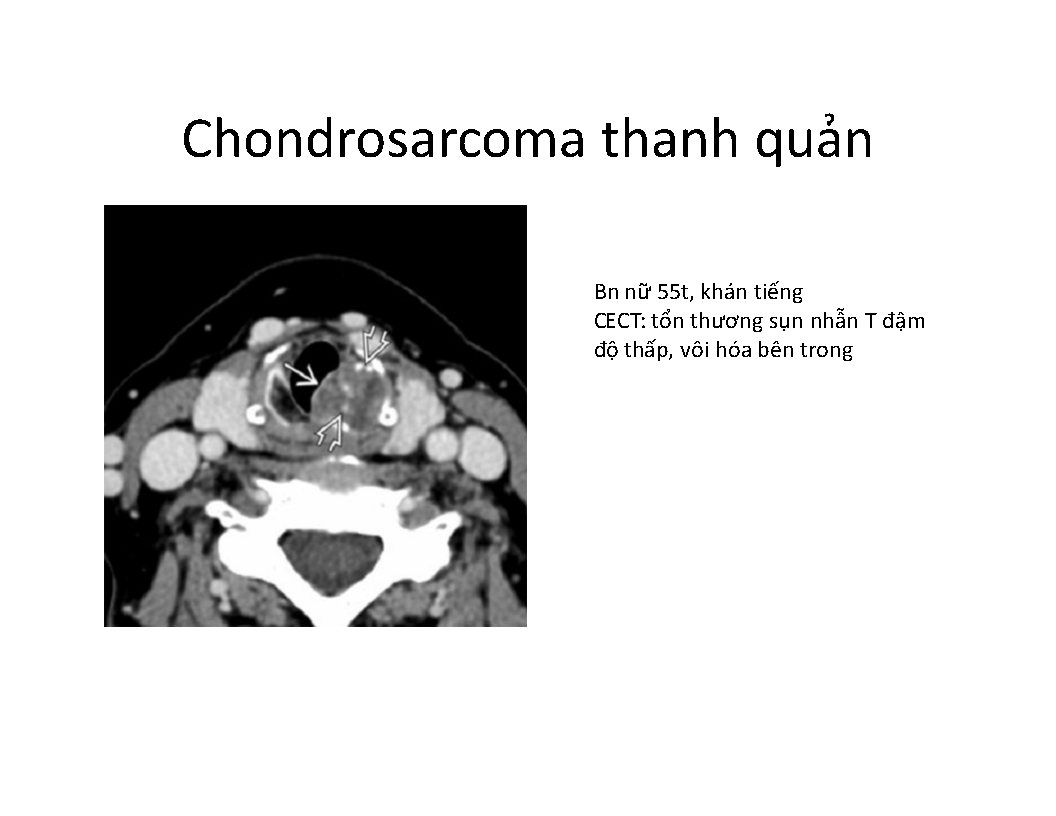 Chondrosarcoma thanh quản
Bn nữ 55t, khán tiếng
CECT: tổn thương sụn nhẫn T đậm
độ thấp, vôi hóa bên trong